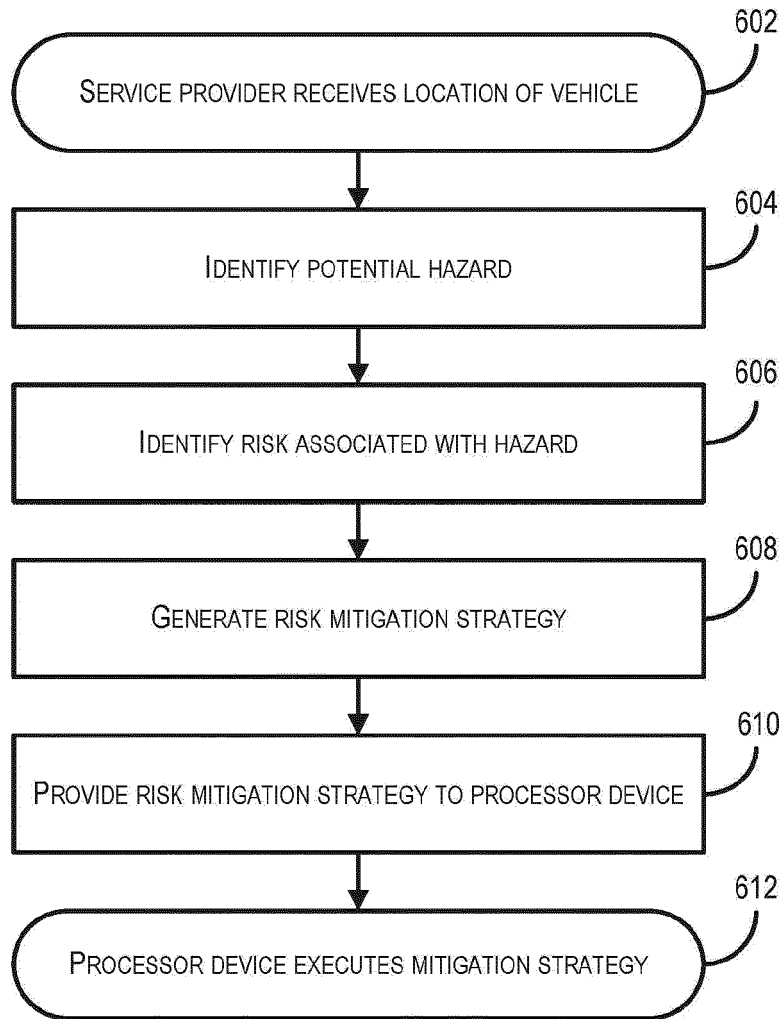 602
SERVICE PROVIDER RECEIVES LOCATION OF VEHICLE
604
IDENTIFY POTENTIAL HAZARD
606
IDENTIFY RISK ASSOCIATED WITH HAZARD
608
GENERATE RISK MITIGATION STRATEGY
610
PROVIDE RISK MITIGATION STRATEGY TO PROCESSOR DEVICE
612
PROCESSOR DEVICE EXECUTES MITIGATION STRATEGY